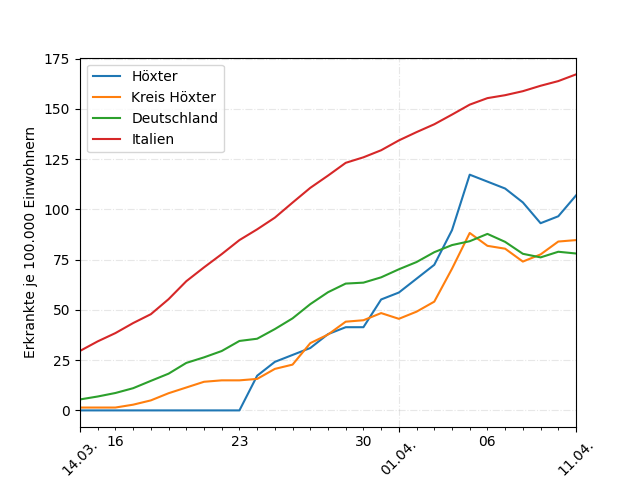 175
150
125
100
75
50
25
0
Erkrankte je 100.000 Einwohnern
Höxter
Kreis Höxter
Deutschland
Italien
16 23 30 06
14.03. 01.04. 11.04.